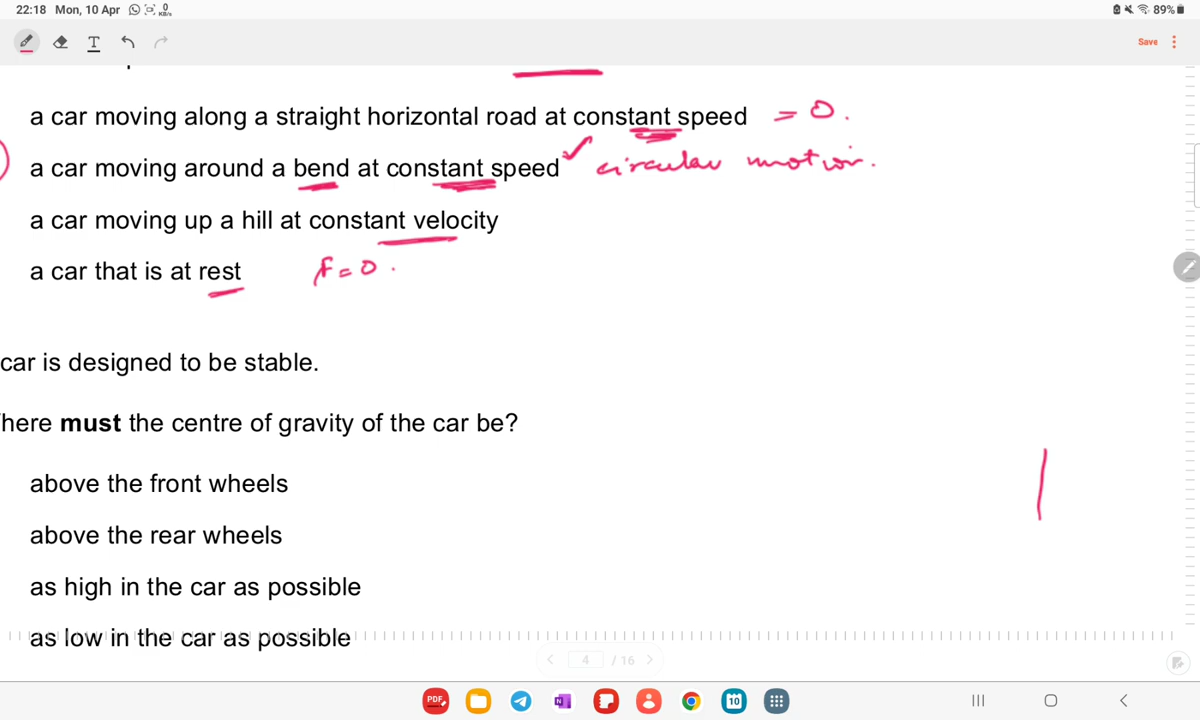 22:18 Mon, 10 Apr 0 KB/s 89%
T Save
a car moving along a straight horizontal road at constant speed = 0.
a car moving around a bend at constant speed ✓ circular motion.
a car moving up a hill at constant velocity
a car that is at rest F = 0.
car is designed to be stable.
here must the centre of gravity of the car be?
above the front wheels
above the rear wheels
as high in the car as possible
as low in the car as possible
4 / 16
PDF N 10